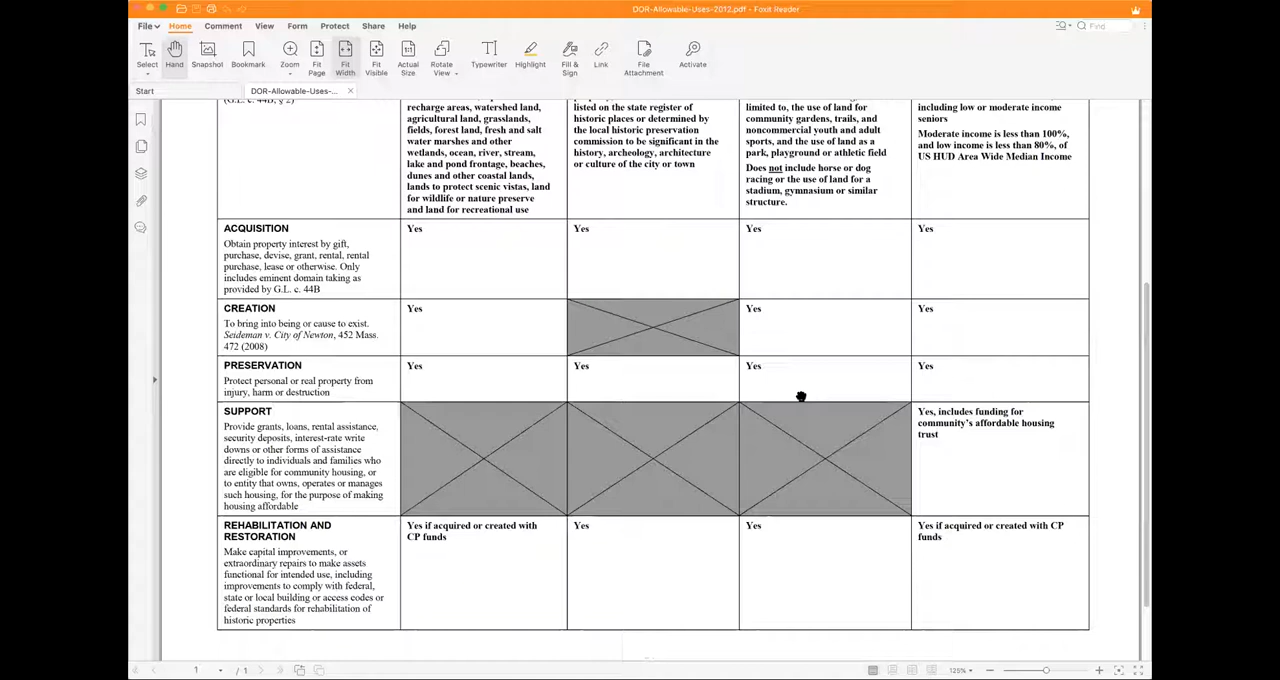 DOR-Allowable-Uses-2012.pdf - Foxit Reader
File Home Comment View Form Protect Share Help
Find
Select Hand Snapshot Bookmark Zoom Fit Page Fit Width Fit Visible Actual Size Rotate View Typewriter Highlight Fill & Sign Link File Attachment Activate
Start DOR-Allowable-Uses-...
(G.L. c. 44B, § 2)
recharge areas, watershed land,
agricultural land, grasslands,
fields, forest land, fresh and salt
water marshes and other
wetlands, ocean, river, stream,
lake and pond frontage, beaches,
dunes and other coastal lands,
lands to protect scenic vistas, land
for wildlife or nature preserve
and land for recreational use
listed on the state register of
historic places or determined by
the local historic preservation
commission to be significant in the
history, archeology, architecture
or culture of the city or town
limited to, the use of land for
community gardens, trails, and
noncommercial youth and adult
sports, and the use of land as a
park, playground or athletic field
Does not include horse or dog
racing or the use of land for a
stadium, gymnasium or similar
structure.
including low or moderate income
seniors
Moderate income is less than 100%,
and low income is less than 80%, of
US HUD Area Wide Median Income
ACQUISITION
Obtain property interest by gift,
purchase, devise, grant, rental, rental
purchase, lease or otherwise. Only
includes eminent domain taking as
provided by G.L. c. 44B
Yes
Yes
Yes
Yes
CREATION
To bring into being or cause to exist.
Seideman v. City of Newton, 452 Mass.
472 (2008)
Yes
Yes
Yes
PRESERVATION
Protect personal or real property from
injury, harm or destruction
Yes
Yes
Yes
Yes
SUPPORT
Provide grants, loans, rental assistance,
security deposits, interest-rate write
downs or other forms of assistance
directly to individuals and families who
are eligible for community housing, or
to entity that owns, operates or manages
such housing, for the purpose of making
housing affordable
Yes, includes funding for
community's affordable housing
trust
REHABILITATION AND
RESTORATION
Make capital improvements, or
extraordinary repairs to make assets
functional for intended use, including
improvements to comply with federal,
state or local building or access codes or
federal standards for rehabilitation of
historic properties
Yes if acquired or created with
CP funds
Yes
Yes
Yes if acquired or created with CP
funds
1 / 1
125%